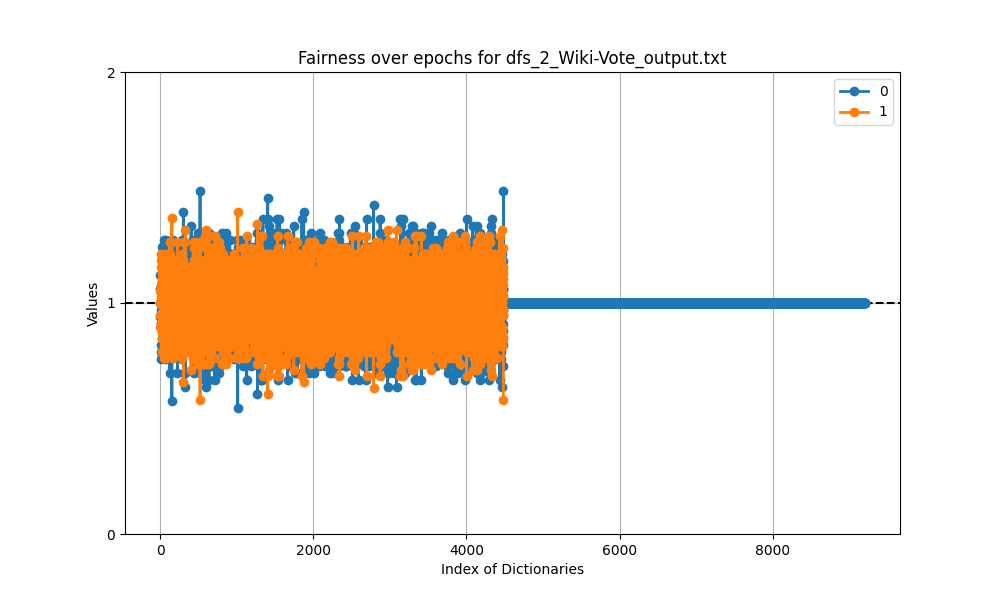 Fairness over epochs for dfs_2_Wiki-Vote_output.txt
2
1
0
Values
0
1
0 2000 4000 6000 8000
Index of Dictionaries